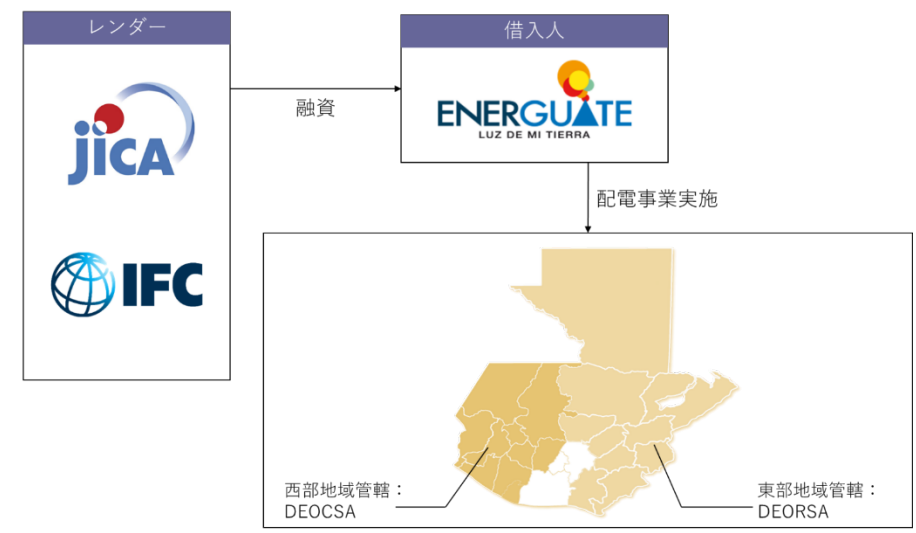 レンダー
jiCA
IFC
融資
借入人
ENERGUATE
LUZ DE MI TIERRA
配電事業実施
西部地域管轄：
DEOCSA
東部地域管轄：
DEORSA